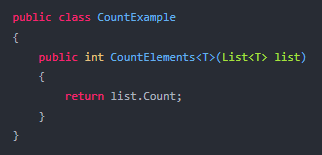 public class CountExample
{
    public int CountElements<T>(List<T> list)
    {
        return list.Count;
    }
}